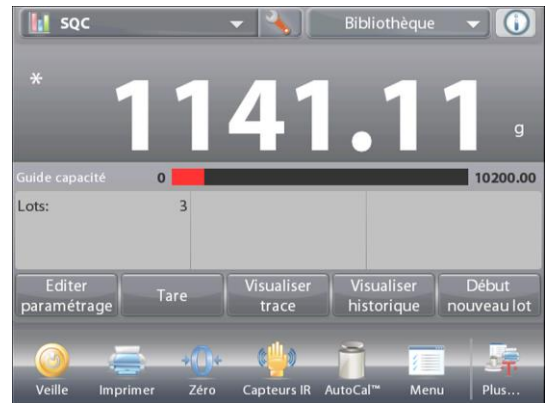 SQC
Bibliothèque
*
1141.11 g
Guide capacité 0 10200.00
Lots: 3
Editer paramétrage
Tare
Visualiser trace
Visualiser historique
Début nouveau lot
Veille
Imprimer
Zéro
Capteurs IR
AutoCal™
Menu
Plus...